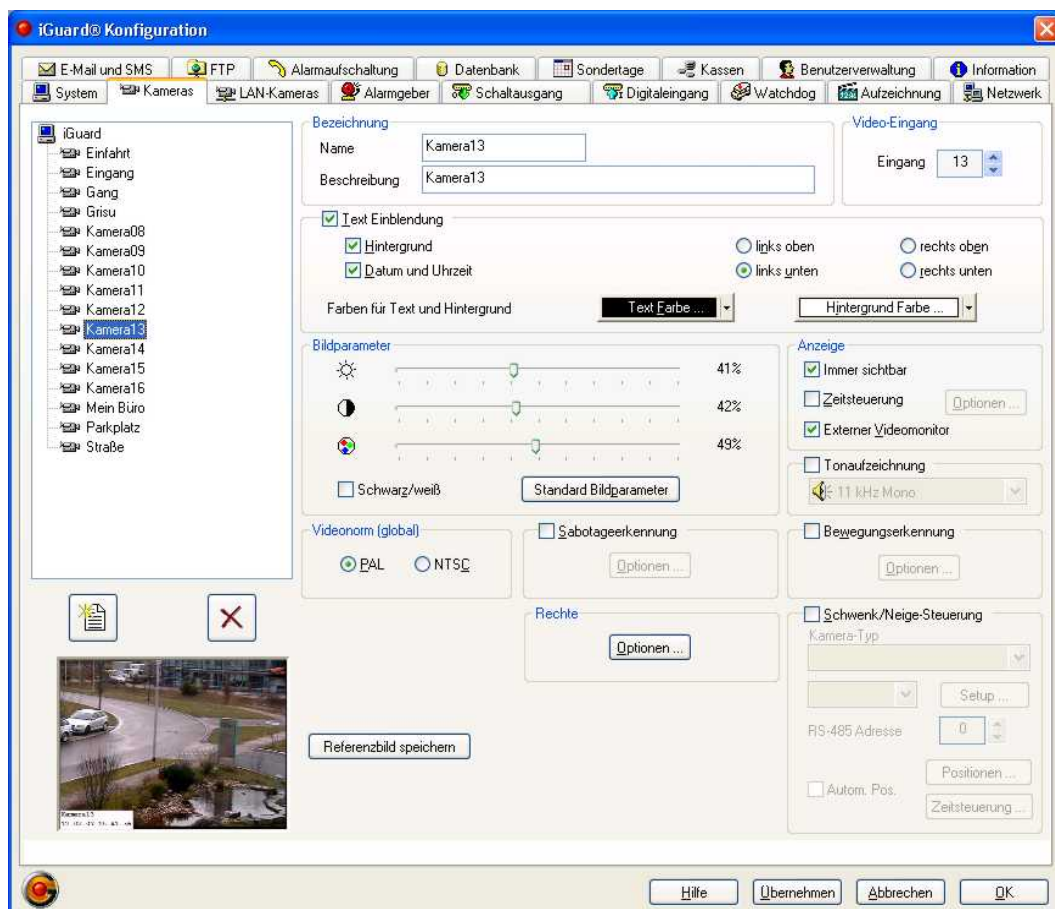 iGuard® Konfiguration
E-Mail und SMS
FTP
Alarmaufschaltung
Datenbank
Sondertage
Kassen
Benutzerverwaltung
Information
System
Kameras
LAN-Kameras
Alarmgeber
Schaltausgang
Digitaleingang
Watchdog
Aufzeichnung
Netzwerk
iGuard
Einfahrt
Eingang
Gang
Grisu
Kamera08
Kamera09
Kamera10
Kamera11
Kamera12
Kamera13
Kamera14
Kamera15
Kamera16
Mein Büro
Parkplatz
Straße
Bezeichnung
Name
Kamera13
Beschreibung
Kamera13
Video-Eingang
Eingang
13
Text Einblendung
Hintergrund
Datum und Uhrzeit
links oben
rechts oben
links unten
rechts unten
Farben für Text und Hintergrund
Text Farbe ...
Hintergrund Farbe ...
Bildparameter
41%
42%
49%
Schwarz/weiß
Standard Bildparameter
Anzeige
Immer sichtbar
Zeitsteuerung
Optionen ...
Externer Videomonitor
Tonaufzeichnung
11 kHz Mono
Videonorm (global)
PAL
NTSC
Sabotageerkennung
Optionen ...
Bewegungserkennung
Optionen ...
Rechte
Optionen ...
Schwenk/Neige-Steuerung
Kamera-Typ
Setup ...
RS-485 Adresse
0
Positionen ...
Autom. Pos.
Zeitsteuerung ...
Kamera13
Referenzbild speichern
Hilfe
Übernehmen
Abbrechen
OK